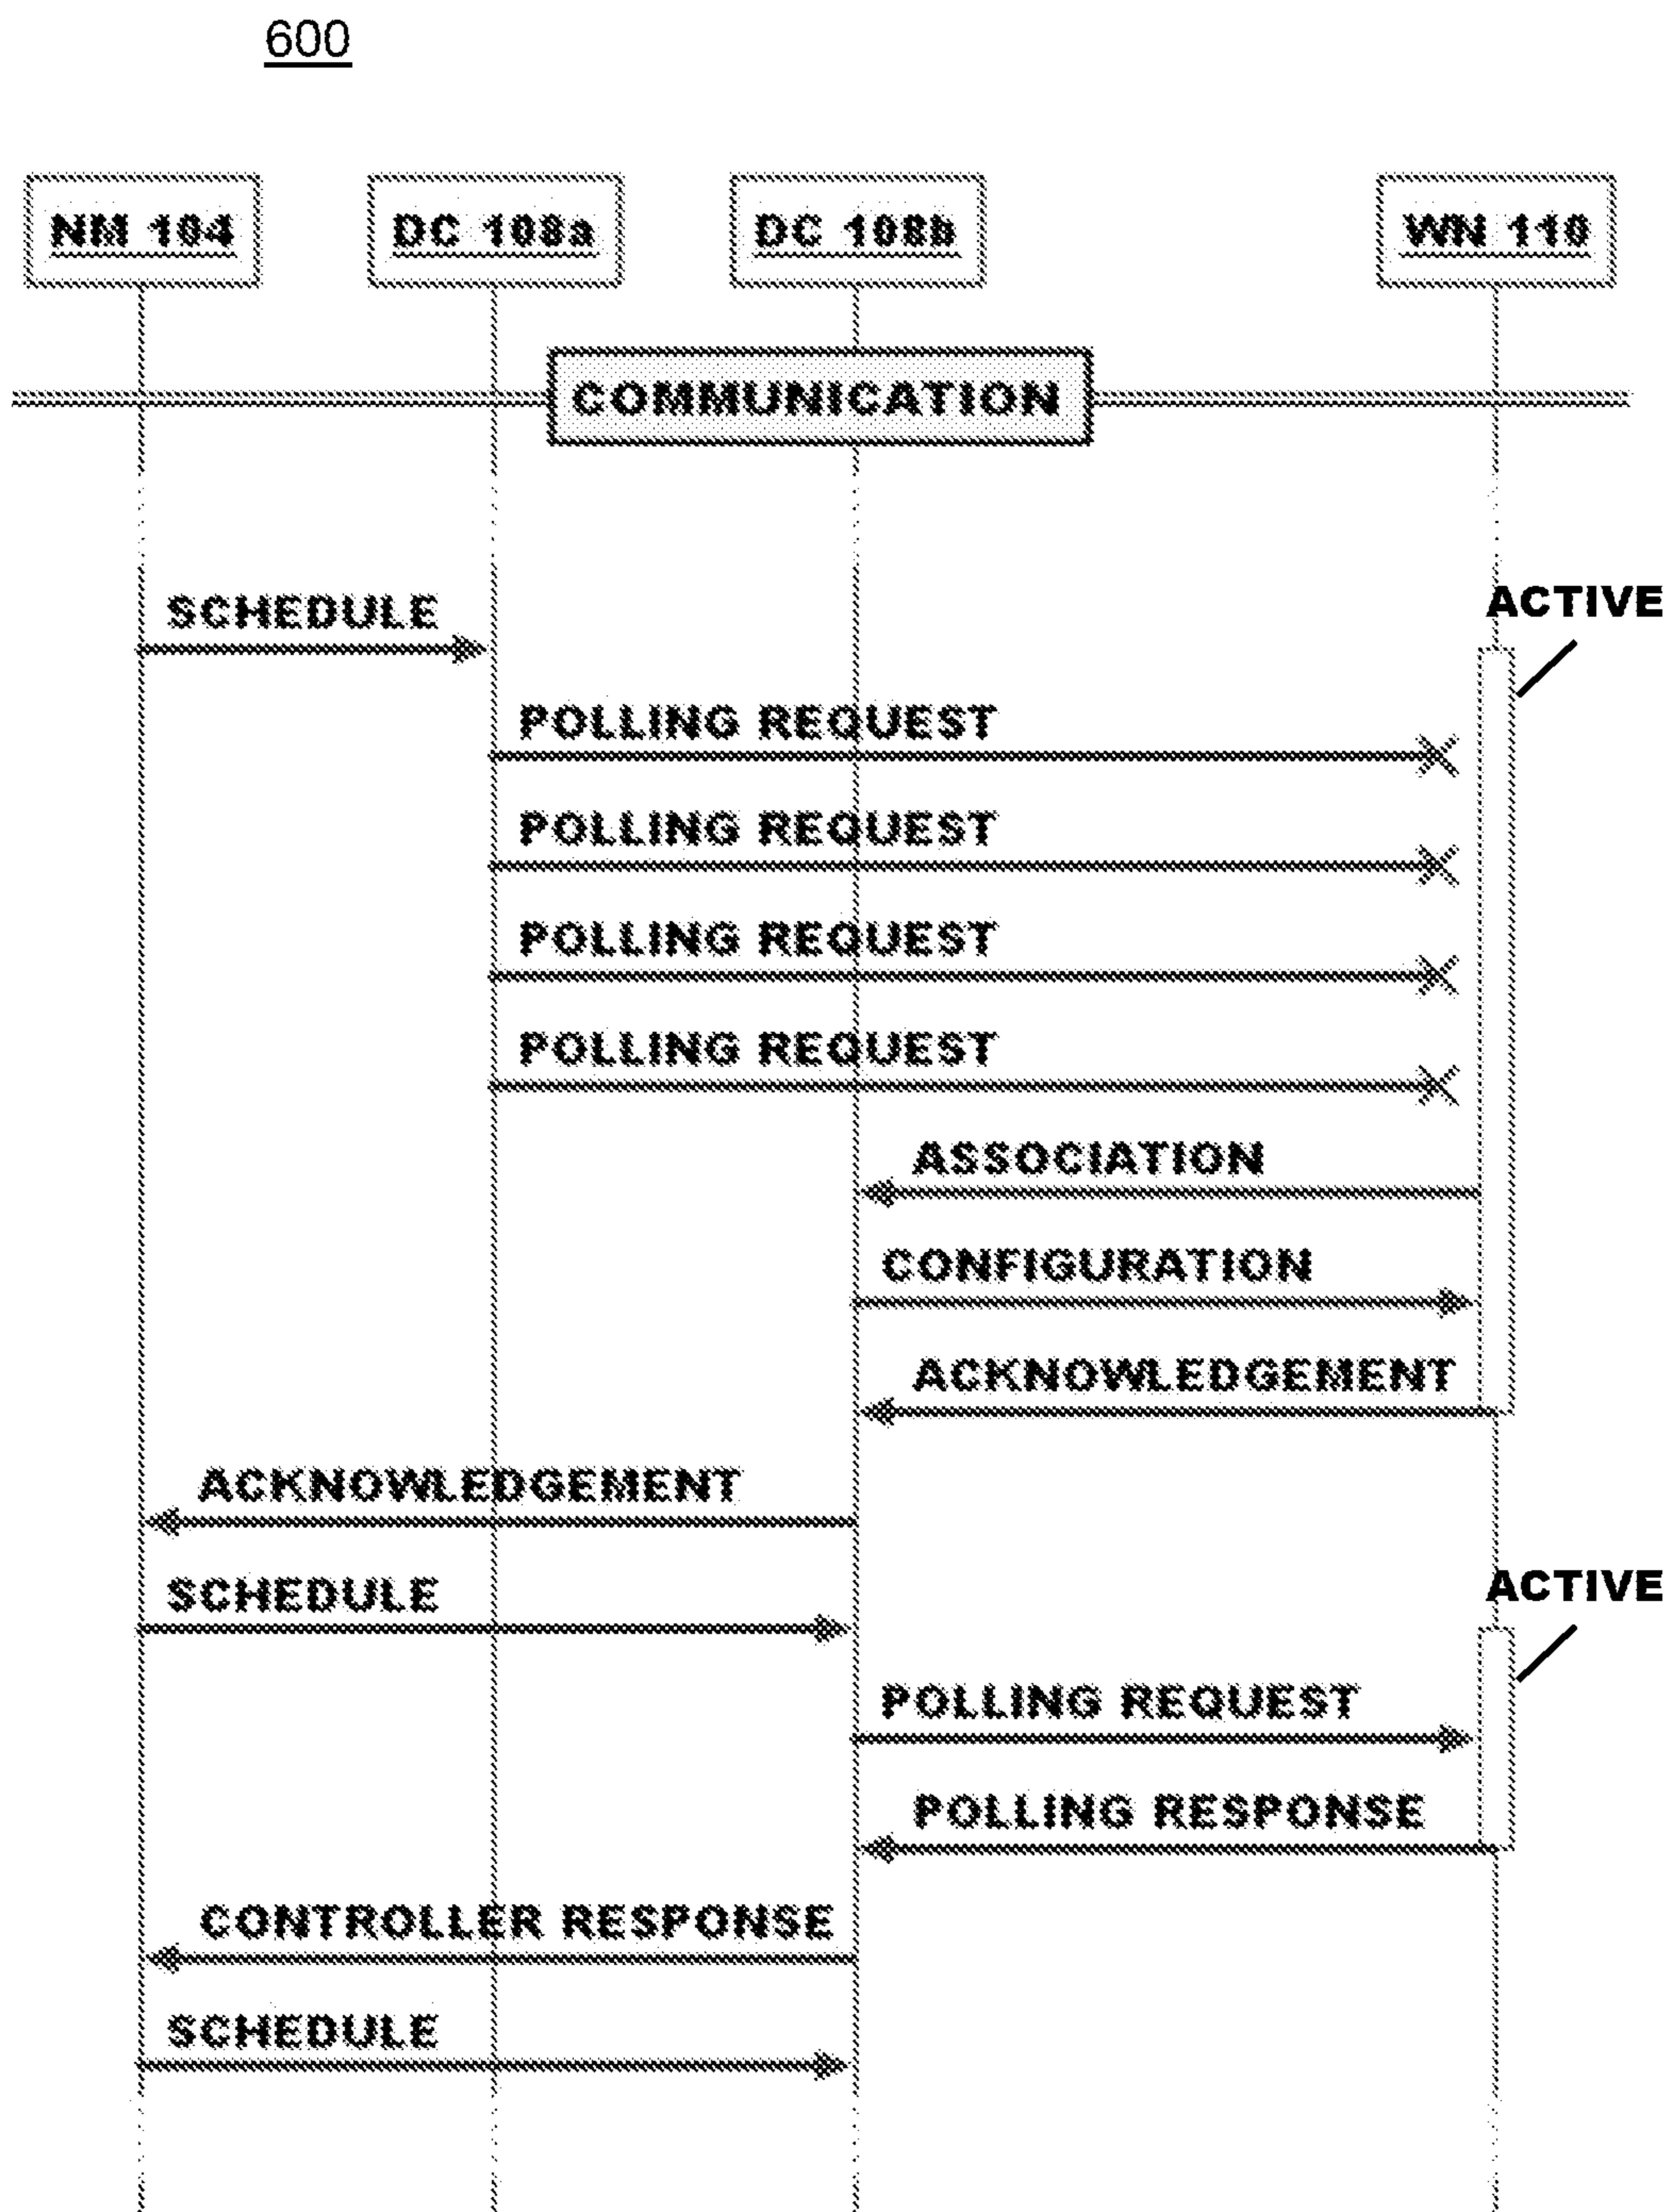 600
NM 104 DC 108a DC 108b WN 110
COMMUNICATION
ACTIVE
SCHEDULE
POLLING REQUEST
POLLING REQUEST
POLLING REQUEST
POLLING REQUEST
ASSOCIATION
CONFIGURATION
ACKNOWLEDGEMENT
ACKNOWLEDGEMENT
SCHEDULE
ACTIVE
POLLING REQUEST
POLLING RESPONSE
CONTROLLER RESPONSE
SCHEDULE